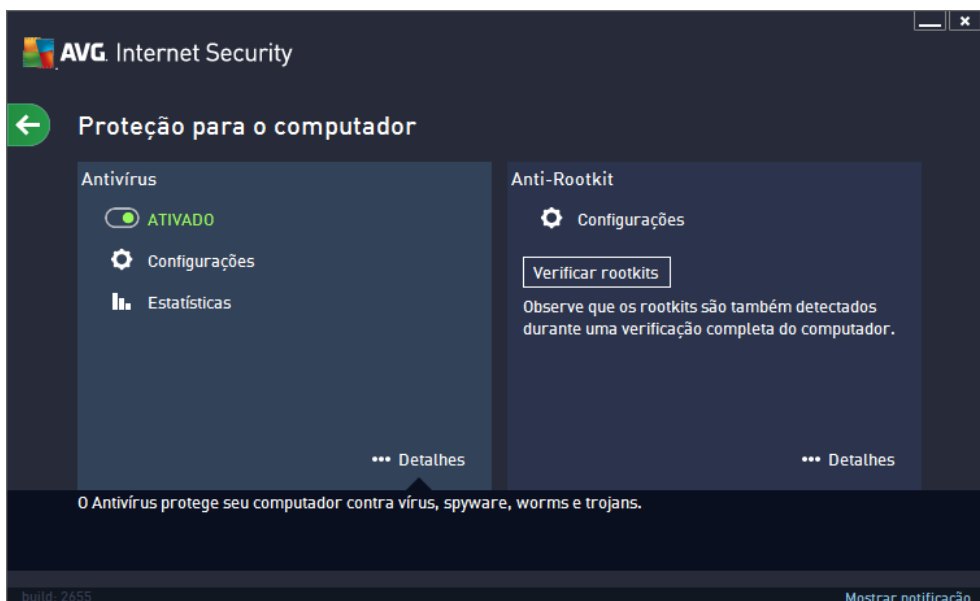 AVG. Internet Security
Proteção para o computador
Antivírus
ATIVADO
Configurações
Estatísticas
Detalhes
Anti-Rootkit
Configurações
Verificar rootkits
Observe que os rootkits são também detectados
durante uma verificação completa do computador.
Detalhes
O Antivírus protege seu computador contra vírus, spyware, worms e trojans.
build- 2655
Mostrar notificação